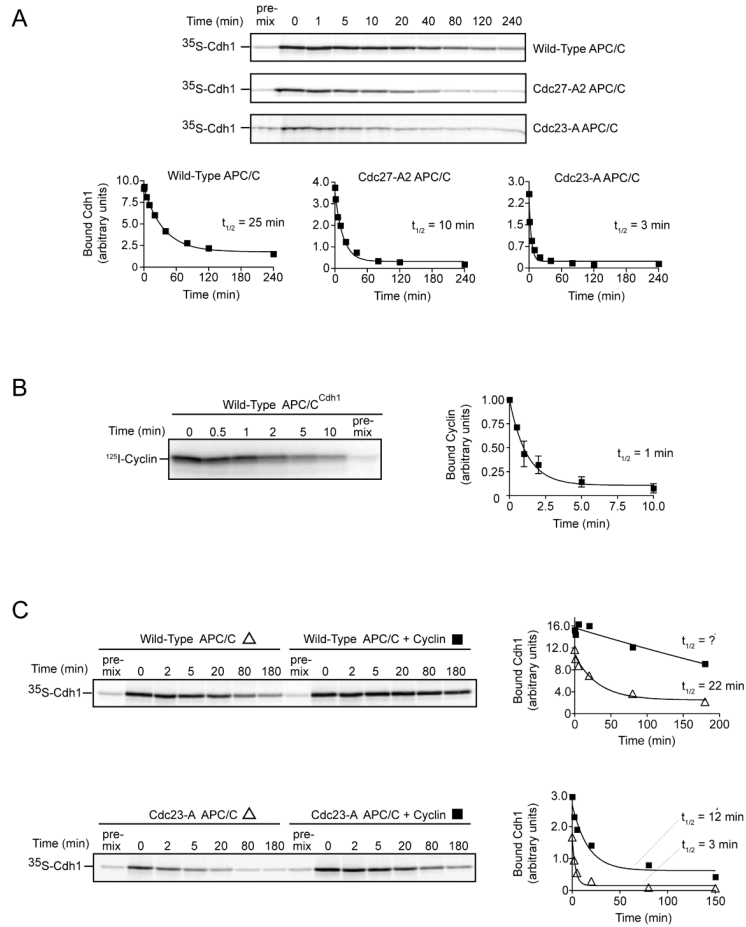 A
Time (min) pre-mix 0 1 5 10 20 40 80 120 240
35S-Cdh1 Wild-Type APC/C
35S-Cdh1 Cdc27-A2 APC/C
35S-Cdh1 Cdc23-A APC/C
Wild-Type APC/C
Bound Cdh1
(arbitrary units)
10.0
7.5
5.0
2.5
0
t1/2 = 25 min
0 60 120 180 240
Time (min)
Cdc27-A2 APC/C
4.0
3.0
2.0
1.0
0
t1/2 = 10 min
0 60 120 180 240
Time (min)
Cdc23-A APC/C
3.0
2.2
1.5
0.7
0
t1/2 = 3 min
0 60 120 180 240
Time (min)
B
Wild-Type APC/CCdh1
Time (min) 0 0.5 1 2 5 10 pre-mix
125I-Cyclin
Bound Cyclin
(arbitrary units)
1.00
0.75
0.50
0.25
0
t1/2 = 1 min
0 2.5 5.0 7.5 10.0
Time (min)
C
Wild-Type APC/C △ Wild-Type APC/C + Cyclin ■
Time (min) pre-mix 0 2 5 20 80 180 pre-mix 0 2 5 20 80 180
35S-Cdh1
Bound Cdh1
(arbitrary units)
16.0
12.0
8.0
4.0
0
t1/2 = ?
t1/2 = 22 min
0 50 100 150 200
Time (min)
Cdc23-A APC/C △ Cdc23-A APC/C + Cyclin ■
Time (min) pre-mix 0 2 5 20 80 180 pre-mix 0 2 5 20 80 180
35S-Cdh1
Bound Cdh1
(arbitrary units)
3.0
2.0
1.0
0
t1/2 = 12 min
t1/2 = 3 min
0 50 100 150
Time (min)